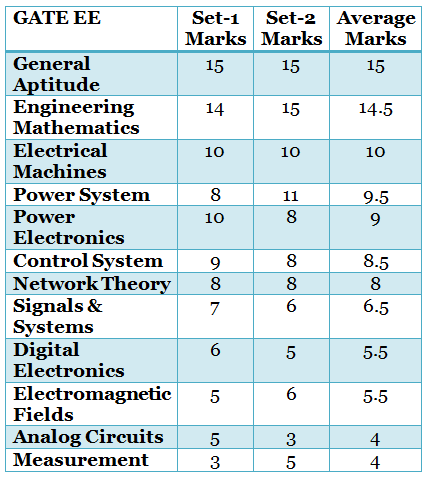 GATE EE Set-1 Marks Set-2 Marks Average Marks
General Aptitude 15 15 15
Engineering Mathematics 14 15 14.5
Electrical Machines 10 10 10
Power System 8 11 9.5
Power Electronics 10 8 9
Control System 9 8 8.5
Network Theory 8 8 8
Signals & Systems 7 6 6.5
Digital Electronics 6 5 5.5
Electromagnetic Fields 5 6 5.5
Analog Circuits 5 3 4
Measurement 3 5 4